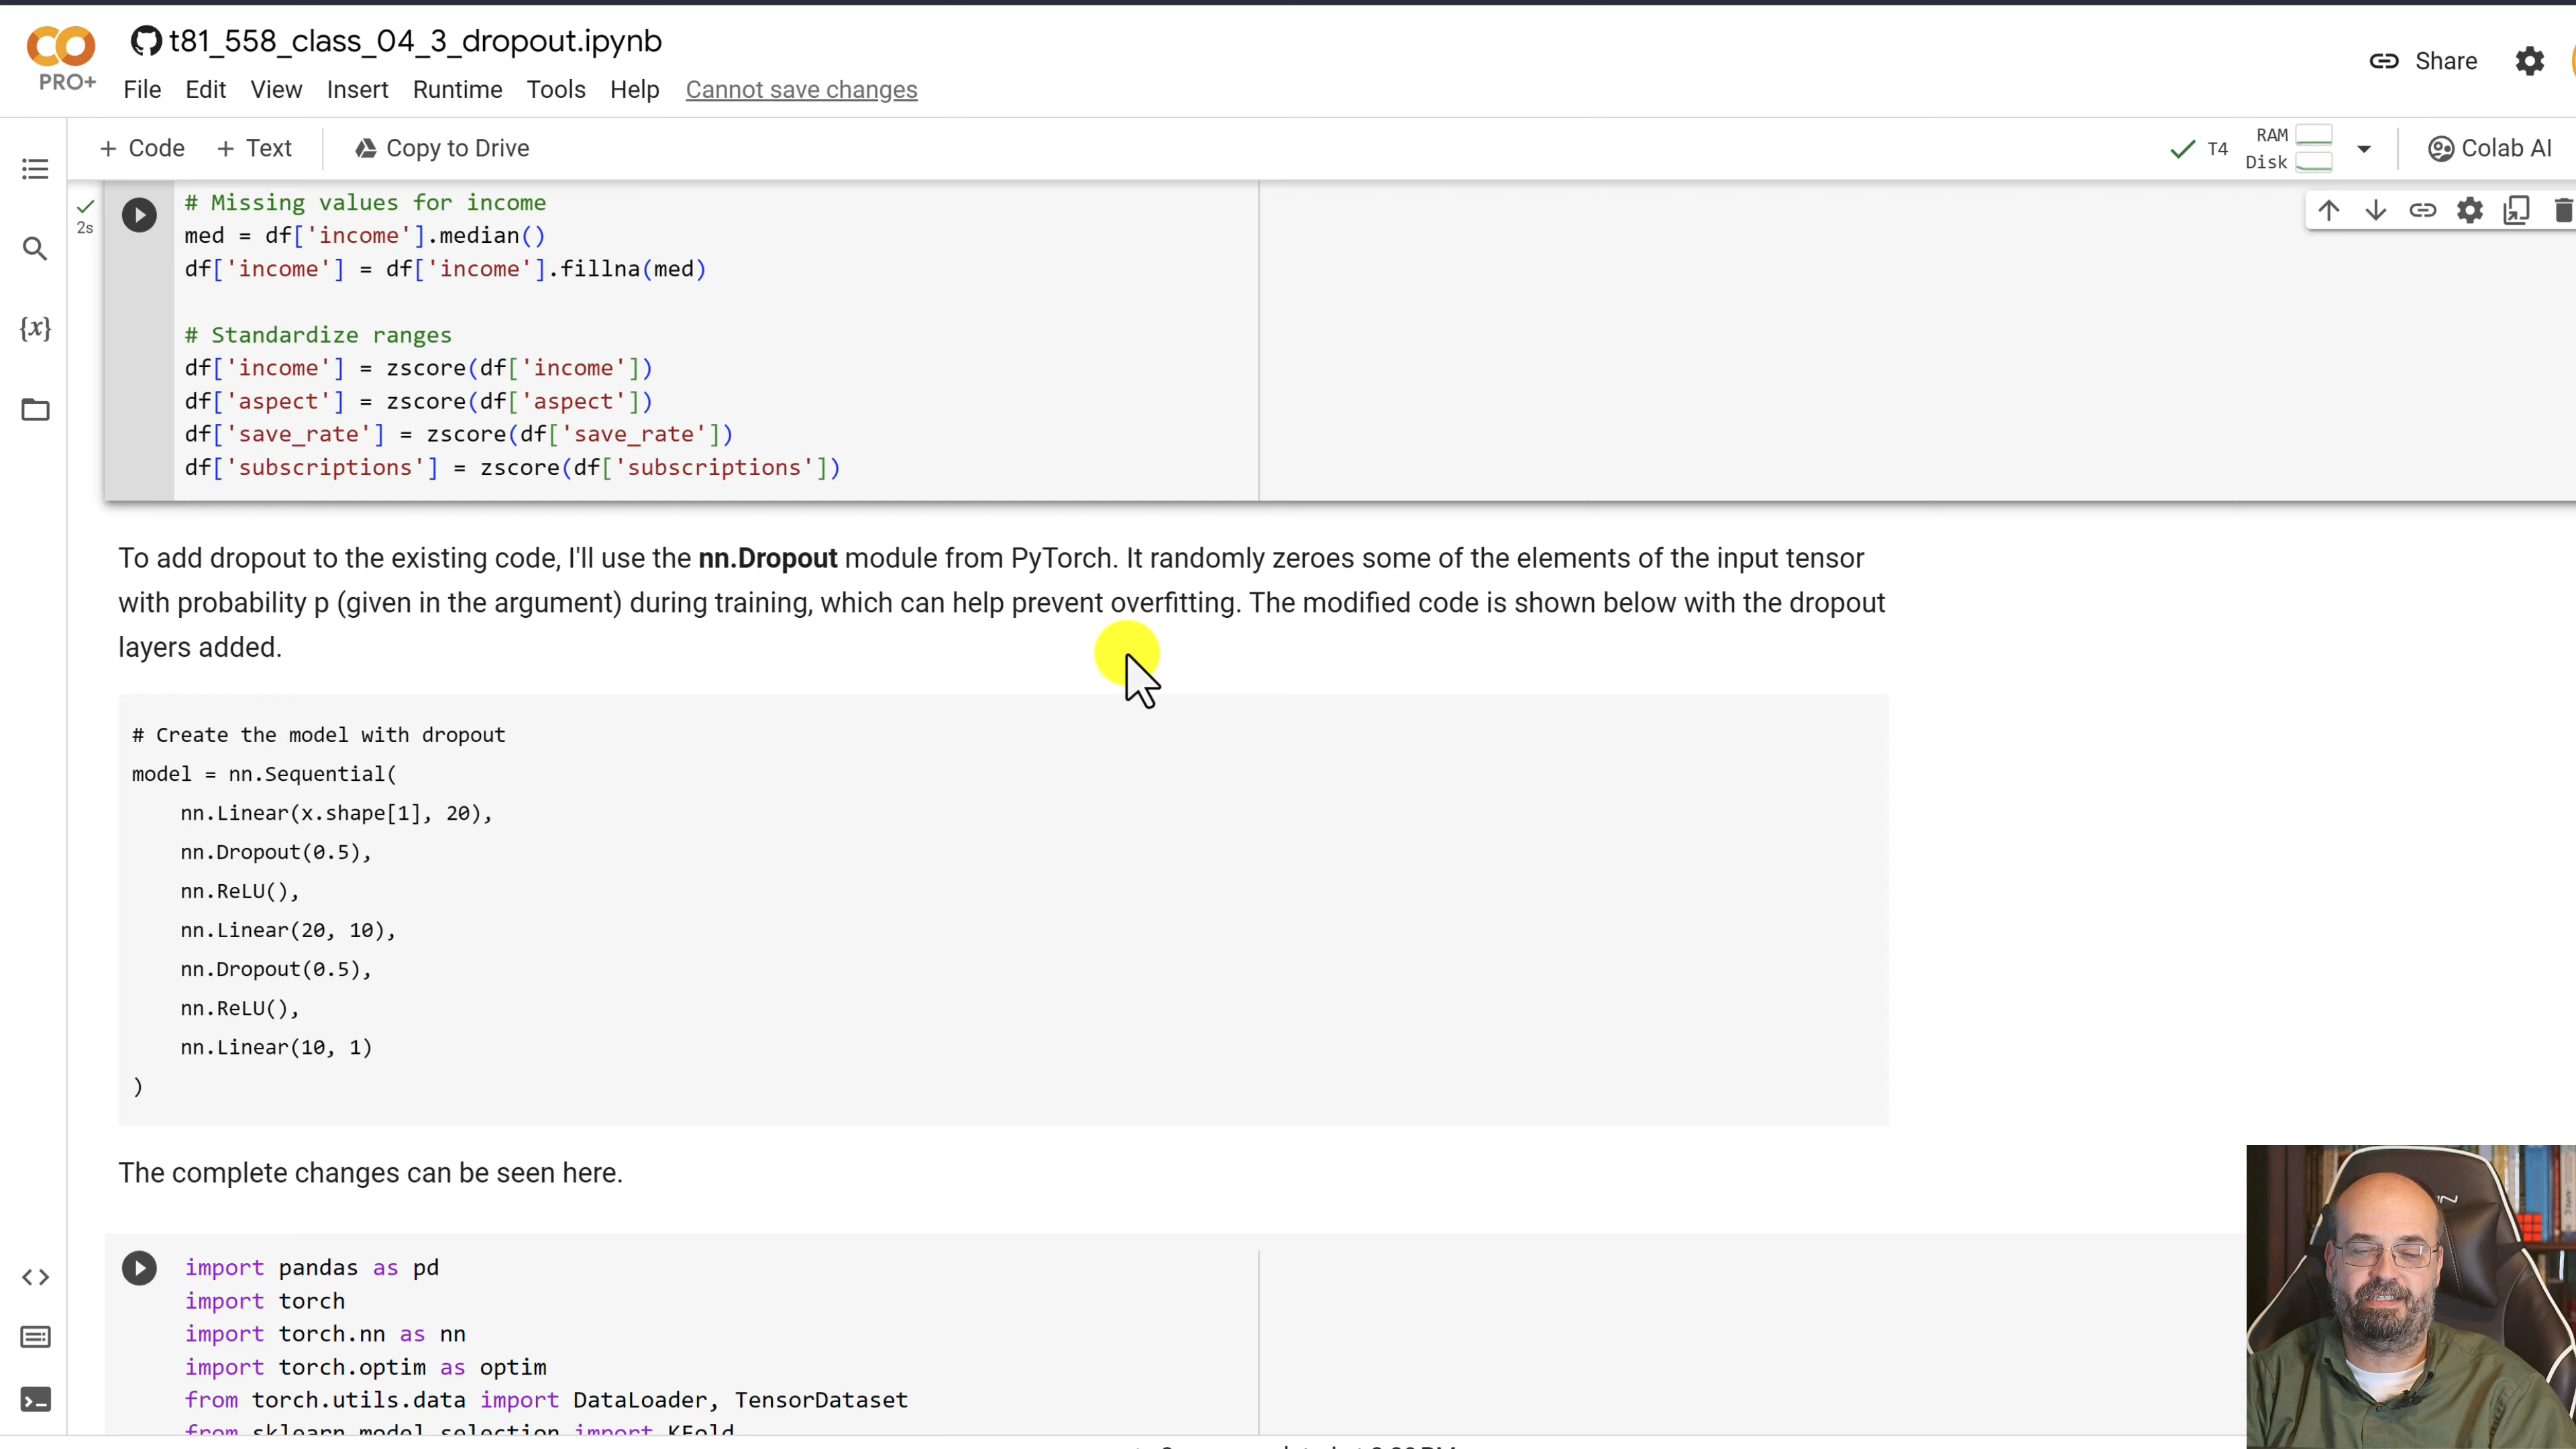 t81_558_class_04_3_dropout.ipynb
PRO+
File Edit View Insert Runtime Tools Help Cannot save changes
Share
+ Code + Text Copy to Drive
T4 RAM Disk
Colab AI
2s
# Missing values for income
med = df['income'].median()
df['income'] = df['income'].fillna(med)
# Standardize ranges
df['income'] = zscore(df['income'])
df['aspect'] = zscore(df['aspect'])
df['save_rate'] = zscore(df['save_rate'])
df['subscriptions'] = zscore(df['subscriptions'])
{x}
To add dropout to the existing code, I'll use the nn.Dropout module from PyTorch. It randomly zeroes some of the elements of the input tensor
with probability p (given in the argument) during training, which can help prevent overfitting. The modified code is shown below with the dropout
layers added.
# Create the model with dropout
model = nn.Sequential(
    nn.Linear(x.shape[1], 20),
    nn.Dropout(0.5),
    nn.ReLU(),
    nn.Linear(20, 10),
    nn.Dropout(0.5),
    nn.ReLU(),
    nn.Linear(10, 1)
)
The complete changes can be seen here.
import pandas as pd
import torch
import torch.nn as nn
import torch.optim as optim
from torch.utils.data import DataLoader, TensorDataset
from sklearn.model_selection import KFold